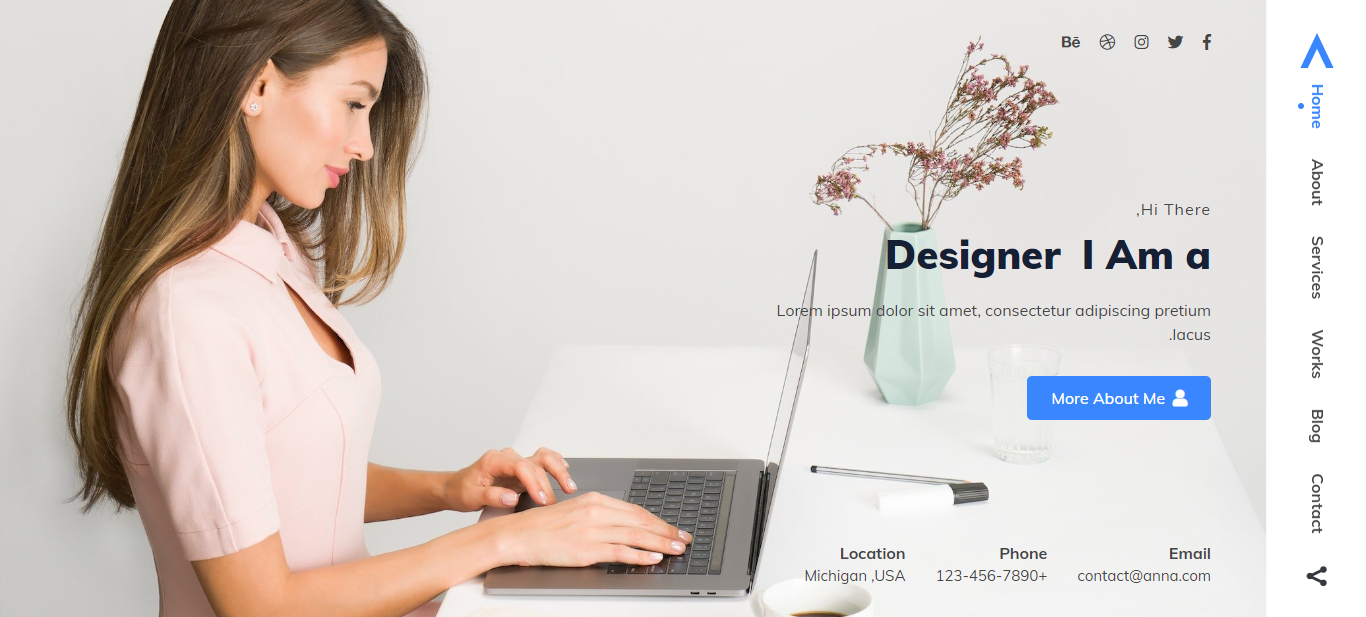 Bē
,Hi There
Designer I Am a
Lorem ipsum dolor sit amet, consectetur adipiscing pretium
.lacus
More About Me
Location
Michigan ,USA
Phone
123-456-7890+
Email
contact@anna.com
Home
About
Services
Works
Blog
Contact